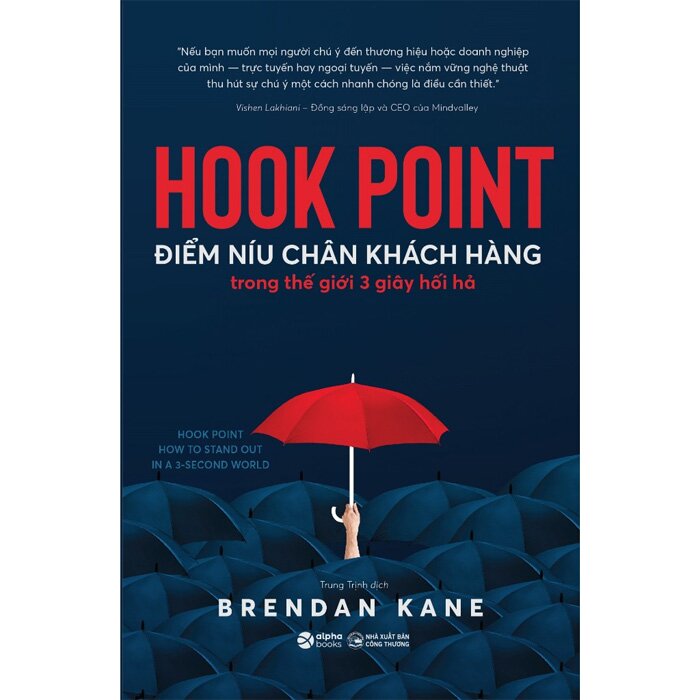 "Nếu bạn muốn mọi người chú ý đến thương hiệu hoặc doanh nghiệp
của mình — trực tuyến hay ngoại tuyến — việc nắm vững nghệ thuật
thu hút sự chú ý một cách nhanh chóng là điều cần thiết."
Vishen Lakhiani – Đồng sáng lập và CEO của Mindvalley
HOOK POINT
ĐIỂM NÍU CHÂN KHÁCH HÀNG
trong thế giới 3 giây hối hả
HOOK POINT
HOW TO STAND OUT
IN A 3-SECOND WORLD
Trung Trịnh dịch
BRENDAN KANE
alpha
books
NHÀ XUẤT BẢN
CÔNG THƯƠNG